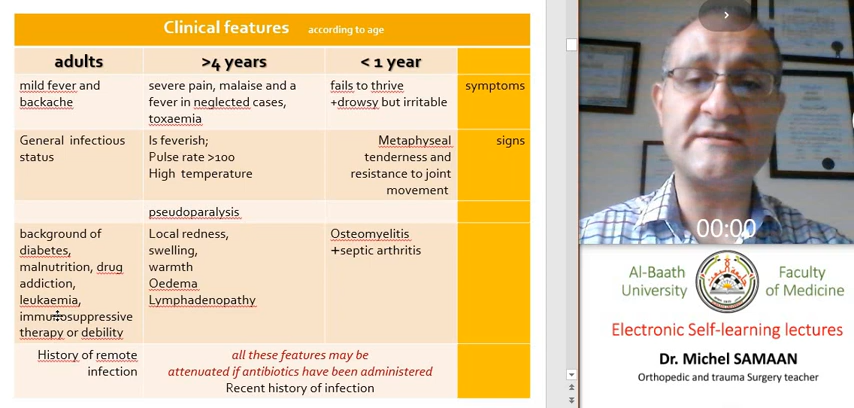 Clinical features according to age
adults >4 years < 1 year
mild fever and
backache
severe pain, malaise and a
fever in neglected cases,
toxaemia
fails to thrive
+drowsy but irritable
symptoms
General infectious
status
Is feverish;
Pulse rate >100
High temperature
Metaphyseal
tenderness and
resistance to joint
movement
signs
pseudoparalysis
background of
diabetes,
malnutrition, drug
addiction,
leukaemia,
immunosuppressive
therapy or debility
Local redness,
swelling,
warmth
Oedema
Lymphadenopathy
Osteomyelitis
+septic arthritis
History of remote
infection
all these features may be
attenuated if antibiotics have been administered
Recent history of infection
00:00
Al-Baath
University
Faculty
of Medicine
Electronic Self-learning lectures
Dr. Michel SAMAAN
Orthopedic and trauma Surgery teacher